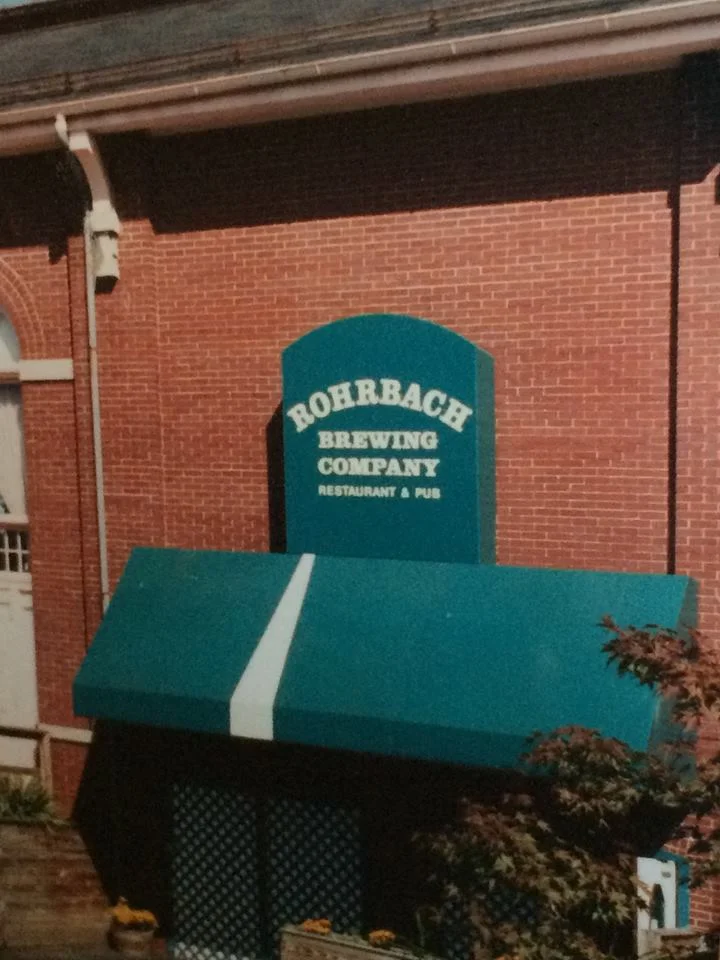 ROHRBACH
BREWING
COMPANY
RESTAURANT & PUB